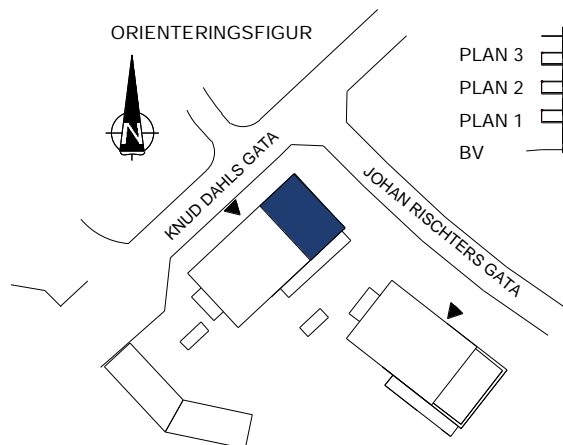 ORIENTERINGSFIGUR
PLAN 3
PLAN 2
PLAN 1
BV
N
KNUD DAHLS GATA
JOHAN RISCHTERS GATA